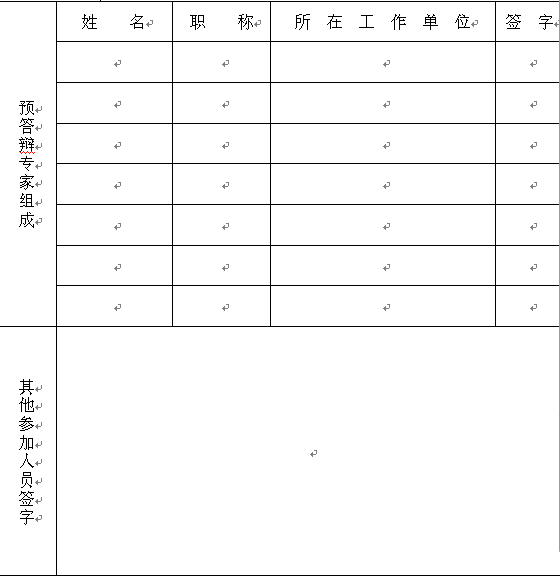 姓 名 职 称 所 在 工 作 单 位 签 字
预
答
辩
专
家
组
成
其
他
参
加
人
员
签
字